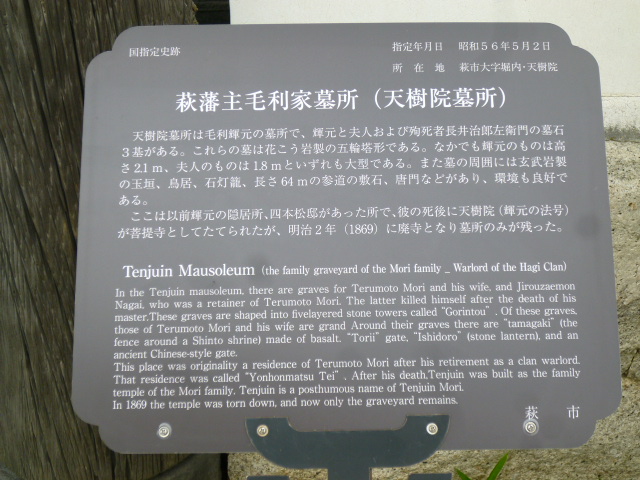 国指定史跡
指定年月日　昭和５６年５月２日
所在地　萩市大字堀内・天樹院
萩藩主毛利家墓所（天樹院墓所）
天樹院墓所は毛利輝元の墓所で、輝元と夫人および殉死者長井治郎左衛門の墓石
３基がある。これらの墓は花こう岩製の五輪塔形である。なかでも輝元のものは高
さ2.1ｍ、夫人のものは1.8ｍといずれも大型である。また墓の周囲には玄武岩製
の玉垣、鳥居、石灯籠、長さ64ｍの参道の敷石、唐門などがあり、環境も良好で
ある。
ここは以前輝元の隠居所、四本松邸があった所で、彼の死後に天樹院（輝元の法号）
が菩提寺としてたてられたが、明治２年（1869）に廃寺となり墓所のみが残った。
Tenjuin Mausoleum (the family graveyard of the Mori family _ Warlord of the Hagi Clan)
In the Tenjuin mausoleum, there are graves for Terumoto Mori and his wife, and Jirouzaemon
Nagai, who was a retainer of Terumoto Mori. The latter killed himself after the death of his
master.These graves are shaped into fivelayered stone towers called "Gorintou" . Of these graves,
those of Terumoto Mori and his wife are grand Around their graves there are "tamagaki" (the
fence around a Shinto shrine) made of basalt, "Torii" gate, "Ishidoro" (stone lantern), and an
ancient Chinese-style gate.
This place was originality a residence of Terumoto Mori after his retirement as a clan warlord.
That residence was called "Yonhonmatsu Tei" . After his death,Tenjuin was built as the family
temple of the Mori family. Tenjuin is a posthumous name of Tenjuin Mori.
In 1869 the temple was torn down, and now only the graveyard remains.
萩市